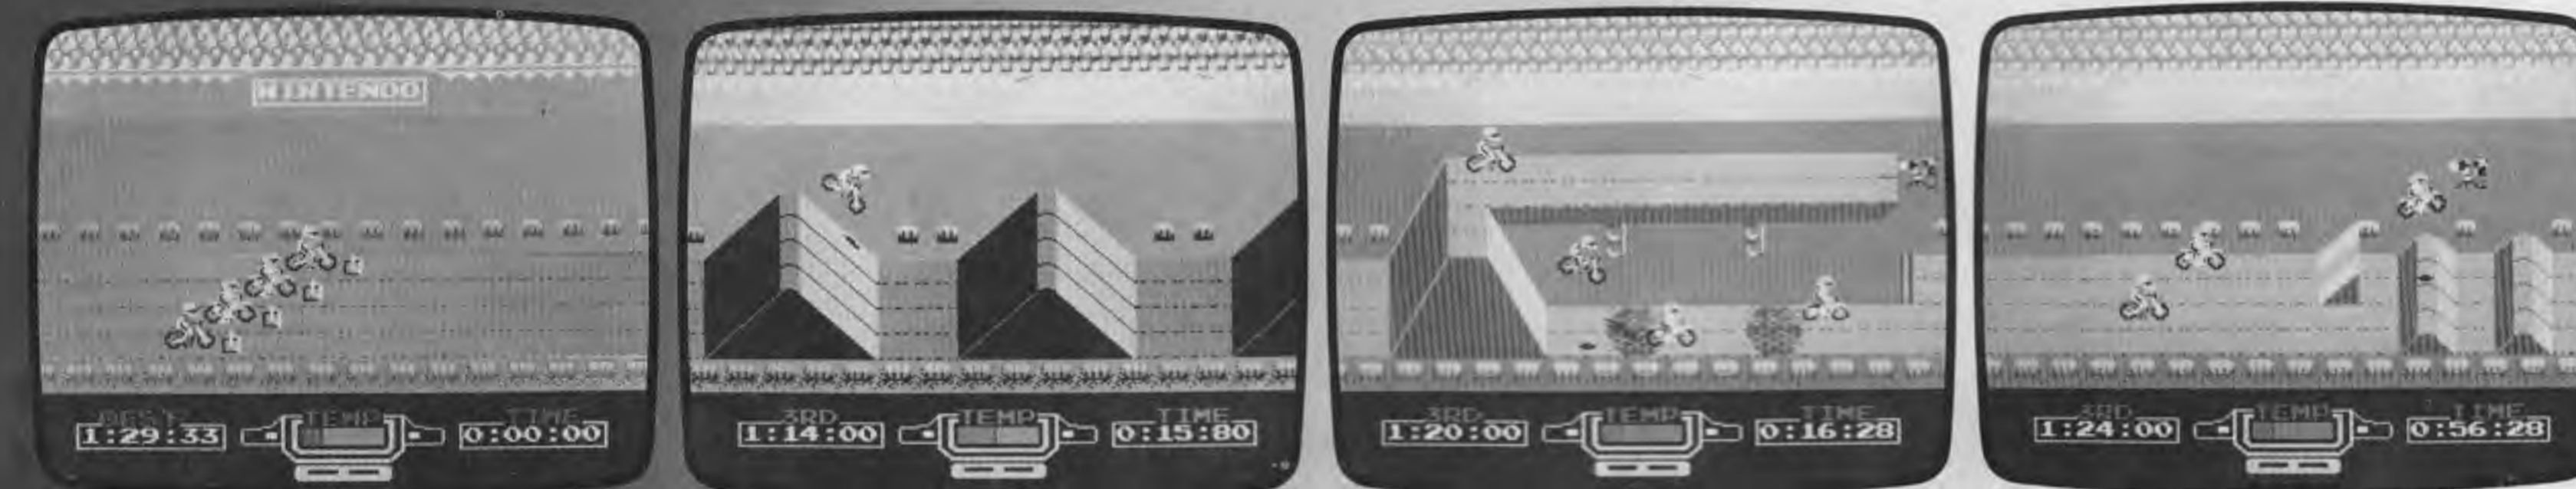 NINTENDO
TEMP TIME
1:29:33 0:00:00
3RD TEMP TIME
1:14:00 0:15:80
3RD TEMP TIME
1:20:00 0:16:28
3RD TEMP TIME
1:24:00 0:56:28